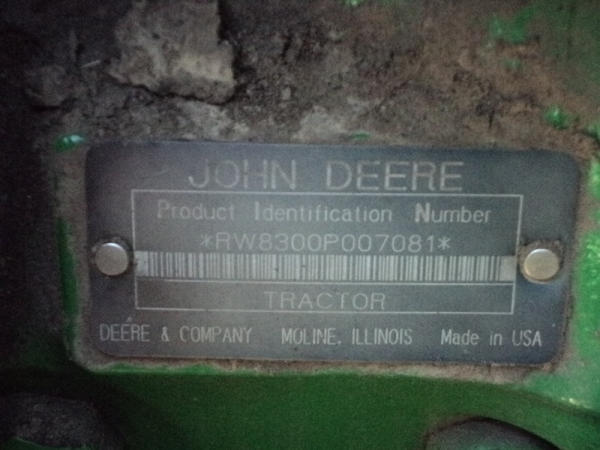 JOHN DEERE
Product Identification Number
*RW8300P007081*
TRACTOR
DEERE & COMPANY MOLINE, ILLINOIS Made in USA